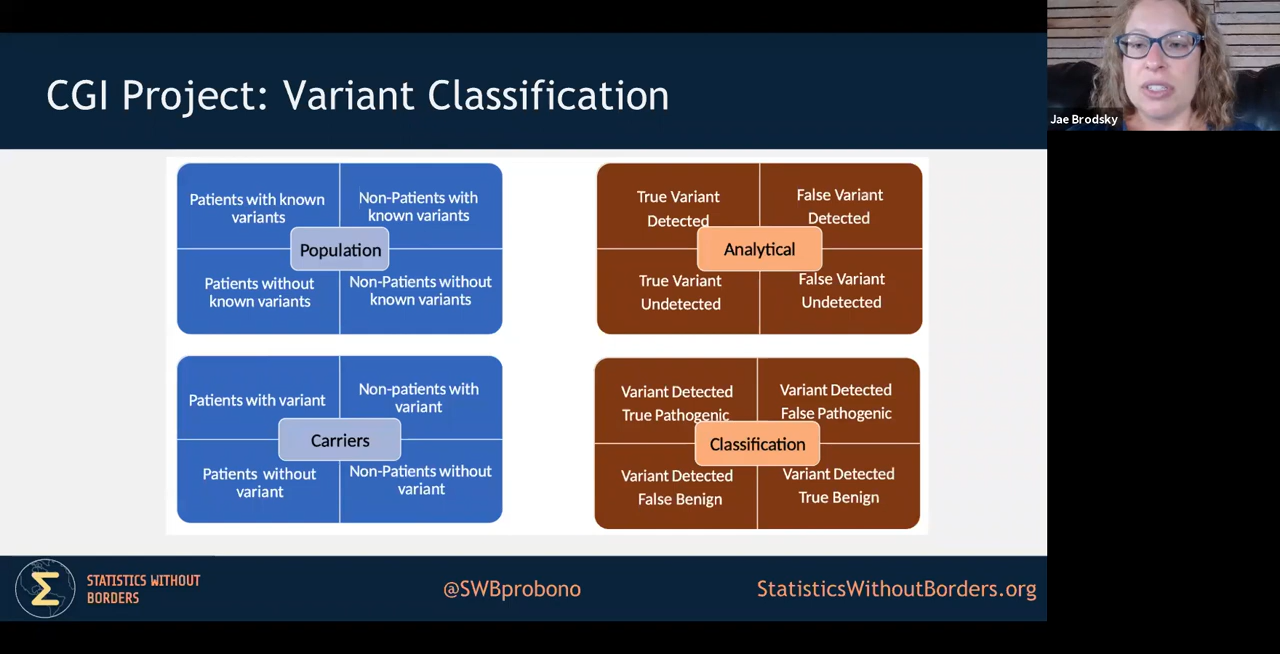 CGI Project: Variant Classification
Jae Brodsky
Patients with known
variants
Non-Patients with
known variants
Population
Patients without
known variants
Non-Patients without
known variants
True Variant
Detected
False Variant
Detected
Analytical
True Variant
Undetected
False Variant
Undetected
Patients with variant
Non-patients with
variant
Carriers
Patients without
variant
Non-Patients without
variant
Variant Detected
True Pathogenic
Variant Detected
False Pathogenic
Classification
Variant Detected
False Benign
Variant Detected
True Benign
Σ
STATISTICS WITHOUT
BORDERS
@SWBprobono
StatisticsWithoutBorders.org